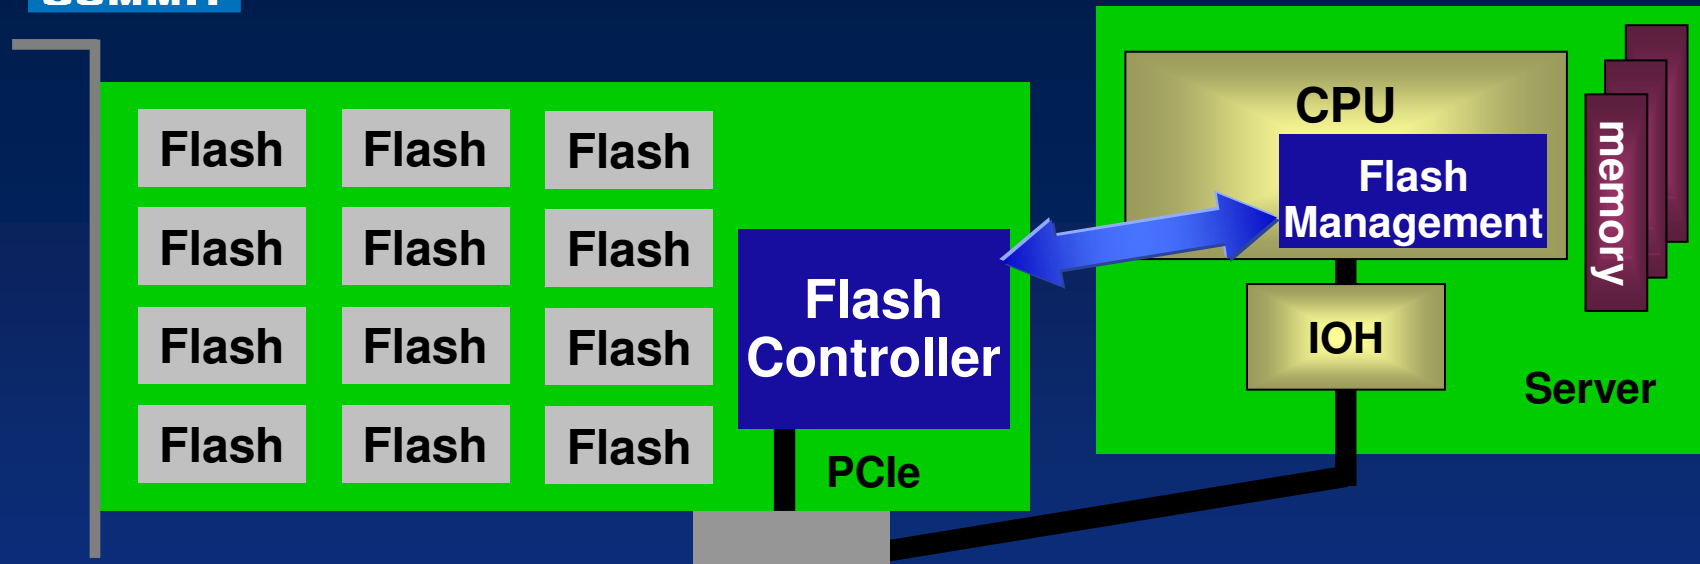 SUMMIT
Flash Flash Flash
Flash Flash Flash
Flash Flash Flash
Flash Flash Flash
Flash
Controller
PCIe
CPU
Flash
Management
memory
IOH
Server